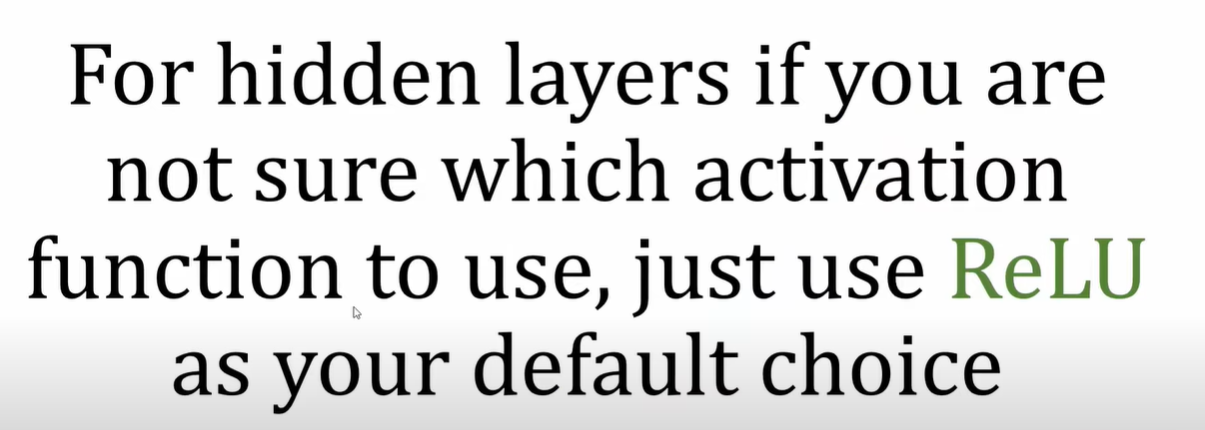 For hidden layers if you are
not sure which activation
function to use, just use ReLU
as your default choice